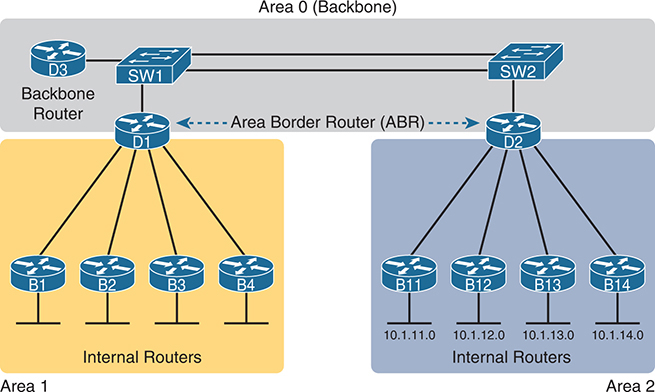 Area 0 (Backbone)
D3
SW1
SW2
Backbone
Router
Area Border Router (ABR)
D1
D2
B1
B2
B3
B4
B11
B12
B13
B14
10.1.11.0
10.1.12.0
10.1.13.0
10.1.14.0
Internal Routers
Internal Routers
Area 1
Area 2